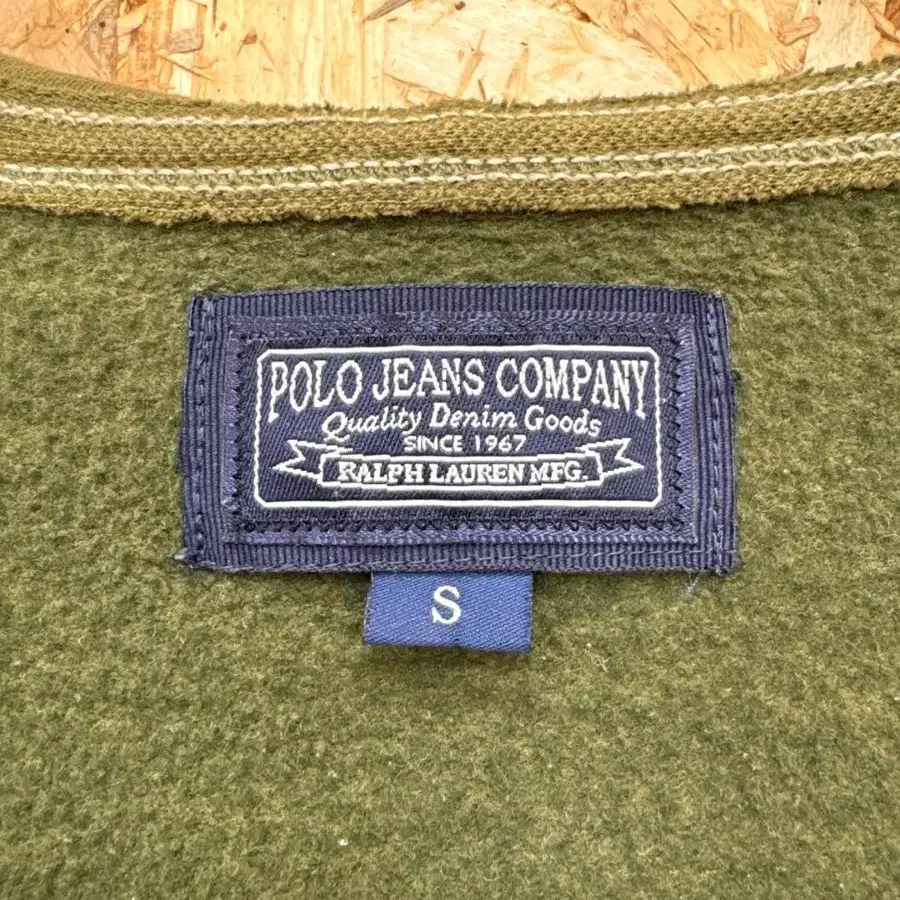 POLO JEANS COMPANY
Quality Denim Goods
SINCE 1967
RALPH LAUREN MFG.
S